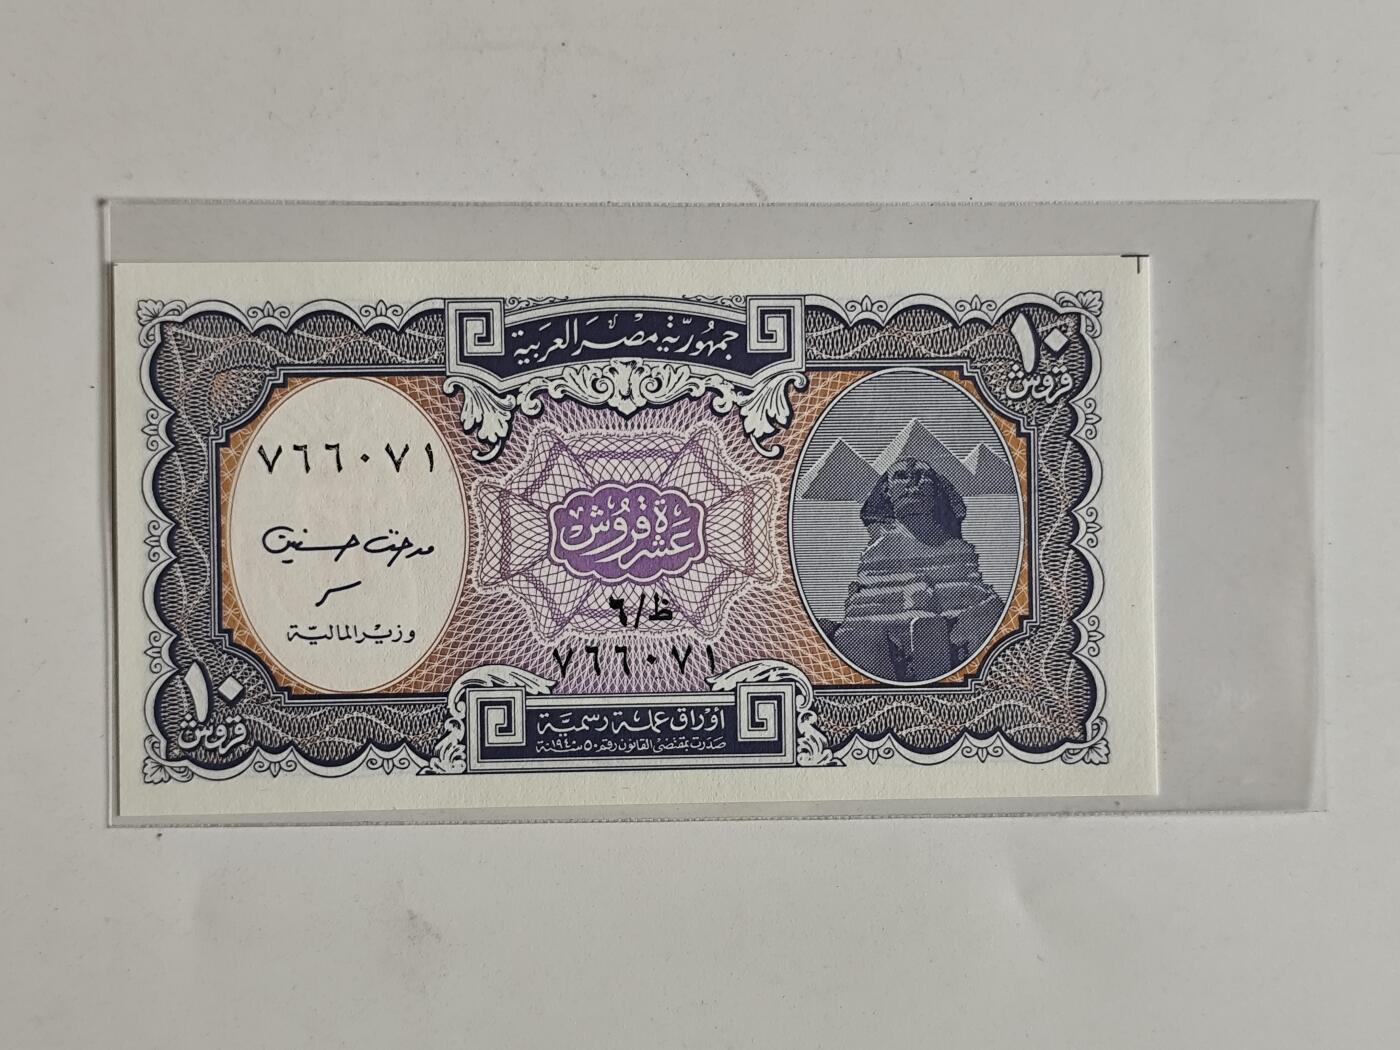 جمهورية مصر العربية
١٠
قروش
٧٦٦٠٧١
عشرة قروش
مدحت حسنين
وزير المالية
ظ/٦
٧٦٦٠٧١
١٠
قروش
أوراق عملة رسمية
صدرت بمقتضى القانون رقم ٥٠ سنة ١٩٤٠